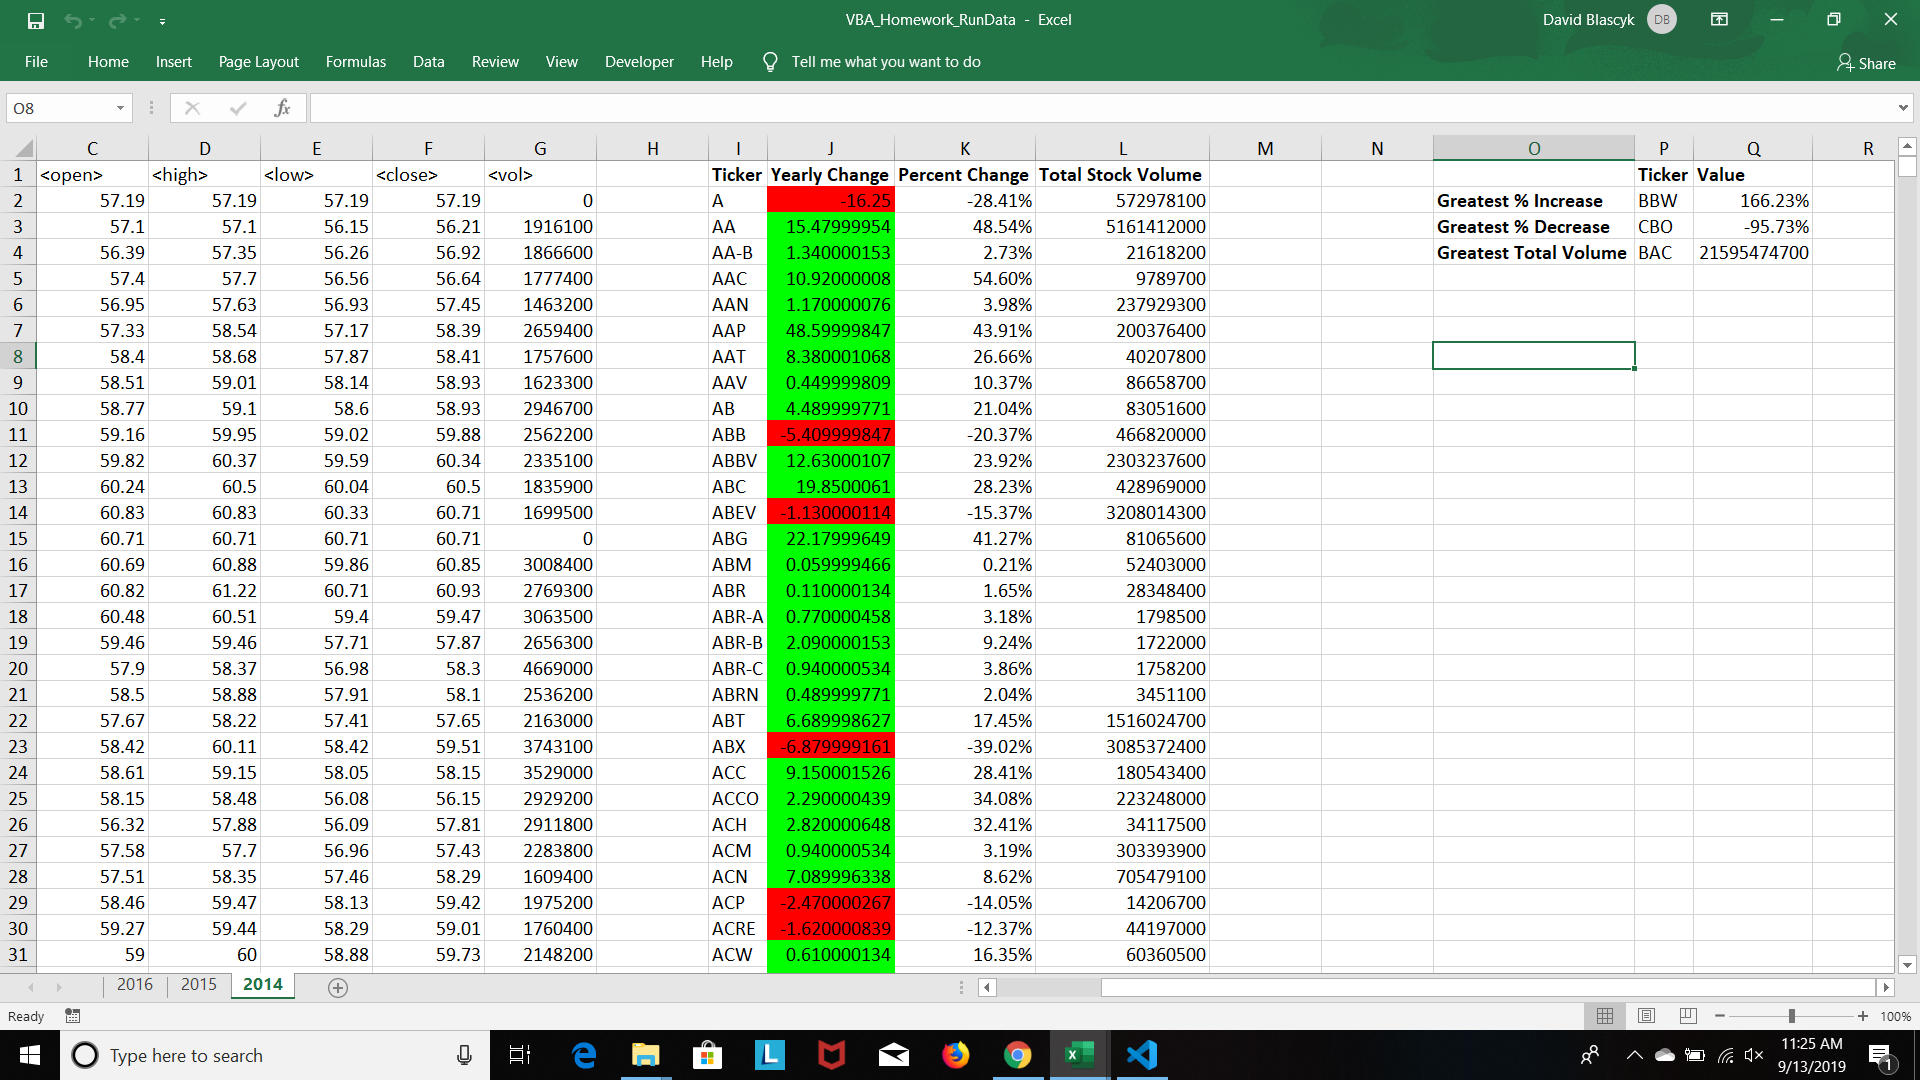 VBA_Homework_RunData - Excel
David Blascyk DB
File Home Insert Page Layout Formulas Data Review View Developer Help Tell me what you want to do Share
O8 fx
C D E F G H I J K L M N O P Q R
1 <open> <high> <low> <close> <vol> Ticker Yearly Change Percent Change Total Stock Volume Ticker Value
2 57.19 57.19 57.19 57.19 0 A -16.25 -28.41% 572978100 Greatest % Increase BBW 166.23%
3 57.1 57.1 56.15 56.21 1916100 AA 15.47999954 48.54% 5161412000 Greatest % Decrease CBO -95.73%
4 56.39 57.35 56.26 56.92 1866600 AA-B 1.340000153 2.73% 21618200 Greatest Total Volume BAC 21595474700
5 57.4 57.7 56.56 56.64 1777400 AAC 10.92000008 54.60% 9789700
6 56.95 57.63 56.93 57.45 1463200 AAN 1.170000076 3.98% 237929300
7 57.33 58.54 57.17 58.39 2659400 AAP 48.59999847 43.91% 200376400
8 58.4 58.68 57.87 58.41 1757600 AAT 8.380001068 26.66% 40207800
9 58.51 59.01 58.14 58.93 1623300 AAV 0.449999809 10.37% 86658700
10 58.77 59.1 58.6 58.93 2946700 AB 4.489999771 21.04% 83051600
11 59.16 59.95 59.02 59.88 2562200 ABB -5.409999847 -20.37% 466820000
12 59.82 60.37 59.59 60.34 2335100 ABBV 12.63000107 23.92% 2303237600
13 60.24 60.5 60.04 60.5 1835900 ABC 19.8500061 28.23% 428969000
14 60.83 60.83 60.33 60.71 1699500 ABEV -1.130000114 -15.37% 3208014300
15 60.71 60.71 60.71 60.71 0 ABG 22.17999649 41.27% 81065600
16 60.69 60.88 59.86 60.85 3008400 ABM 0.059999466 0.21% 52403000
17 60.82 61.22 60.71 60.93 2769300 ABR 0.110000134 1.65% 28348400
18 60.48 60.51 59.4 59.47 3063500 ABR-A 0.770000458 3.18% 1798500
19 59.46 59.46 57.71 57.87 2656300 ABR-B 2.090000153 9.24% 1722000
20 57.9 58.37 56.98 58.3 4669000 ABR-C 0.940000534 3.86% 1758200
21 58.5 58.88 57.91 58.1 2536200 ABRN 0.489999771 2.04% 3451100
22 57.67 58.22 57.41 57.65 2163000 ABT 6.689998627 17.45% 1516024700
23 58.42 60.11 58.42 59.51 3743100 ABX -6.879999161 -39.02% 3085372400
24 58.61 59.15 58.05 58.15 3529000 ACC 9.150001526 28.41% 180543400
25 58.15 58.48 56.08 56.15 2929200 ACCO 2.290000439 34.08% 223248000
26 56.32 57.88 56.09 57.81 2911800 ACH 2.820000648 32.41% 34117500
27 57.58 57.7 56.96 57.43 2283800 ACM 0.940000534 3.19% 303393900
28 57.51 58.35 57.46 58.29 1609400 ACN 7.089996338 8.62% 705479100
29 58.46 59.47 58.13 59.42 1975200 ACP -2.470000267 -14.05% 14206700
30 59.27 59.44 58.29 59.01 1760400 ACRE -1.620000839 -12.37% 44197000
31 59 60 58.88 59.73 2148200 ACW 0.610000134 16.35% 60360500
2016 2015 2014
Ready 100%
Type here to search
11:25 AM
9/13/2019
1